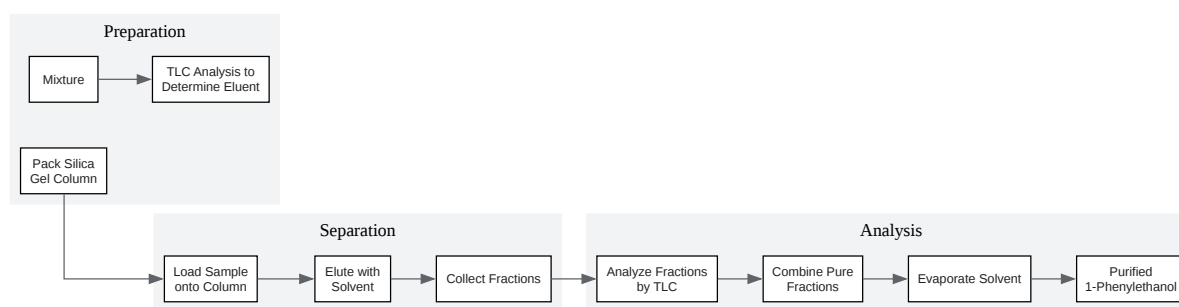 Preparation
Mixture
TLC Analysis to
Determine Eluent
Pack Silica
Gel Column
Separation
Load Sample
onto Column
Elute with
Solvent
Collect Fractions
Analysis
Analyze Fractions
by TLC
Combine Pure
Fractions
Evaporate Solvent
Purified
1-Phenylethanol